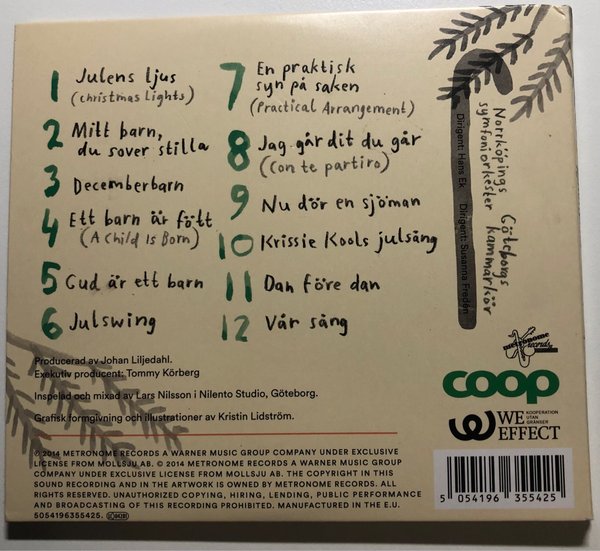 1 Julens ljus
(Christmas Lights)
2 Mitt barn,
du sover stilla
3 Decemberbarn
4 Ett barn är fött
(A Child Is Born)
5 Gud är ett barn
6 Julswing
7 En praktisk
syn på saken
(Practical Arrangement)
8 Jag går dit du går
(Con te partiro)
9 Nu dör en sjöman
10 Krissie Kools julsång
11 Dan före dan
12 Vår sång
Norrköpings
symfoniorkester
Dirigent: Hans Ek
Göteborgs
kammarkör
Dirigent: Susanna Fredén
Producerad av Johan Liljedahl.
Exekutiv producent: Tommy Körberg
Inspelad och mixad av Lars Nilsson i Nilento Studio, Göteborg.
Grafisk formgivning och illustrationer av Kristin Lidström.
℗ 2014 METRONOME RECORDS A WARNER MUSIC GROUP COMPANY UNDER EXCLUSIVE
LICENSE FROM MOLLSJU AB. © 2014 METRONOME RECORDS A WARNER MUSIC GROUP
COMPANY UNDER EXCLUSIVE LICENSE FROM MOLLSJU AB. THE COPYRIGHT IN THIS
SOUND RECORDING AND IN THE ARTWORK IS OWNED BY METRONOME RECORDS. ALL
RIGHTS RESERVED. UNAUTHORIZED COPYING, HIRING, LENDING, PUBLIC PERFORMANCE
AND BROADCASTING OF THIS RECORDING PROHIBITED. MANUFACTURED IN THE E.U.
5054196355425.
metronome
records
coop
WE
EFFECT
KOOPERATION
UTAN
GRÄNSER
5 054196 355425